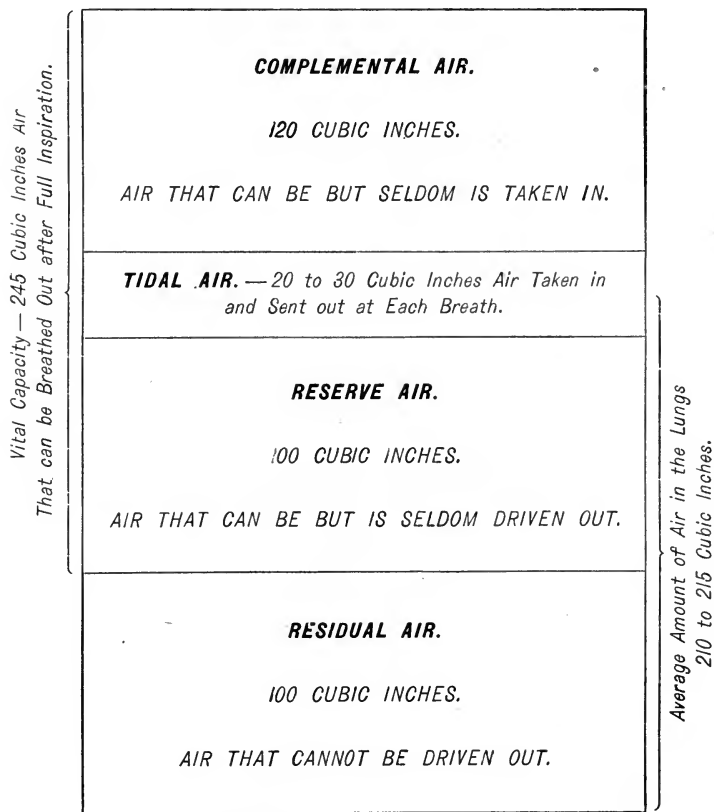 Vital Capacity — 245 Cubic Inches Air
That can be Breathed Out after Full Inspiration.
COMPLEMENTAL AIR.
120 CUBIC INCHES.
AIR THAT CAN BE BUT SELDOM IS TAKEN IN.
TIDAL AIR. — 20 to 30 Cubic Inches Air Taken in
and Sent out at Each Breath.
RESERVE AIR.
100 CUBIC INCHES.
AIR THAT CAN BE BUT IS SELDOM DRIVEN OUT.
RESIDUAL AIR.
100 CUBIC INCHES.
AIR THAT CANNOT BE DRIVEN OUT.
Average Amount of Air in the Lungs
210 to 215 Cubic Inches.